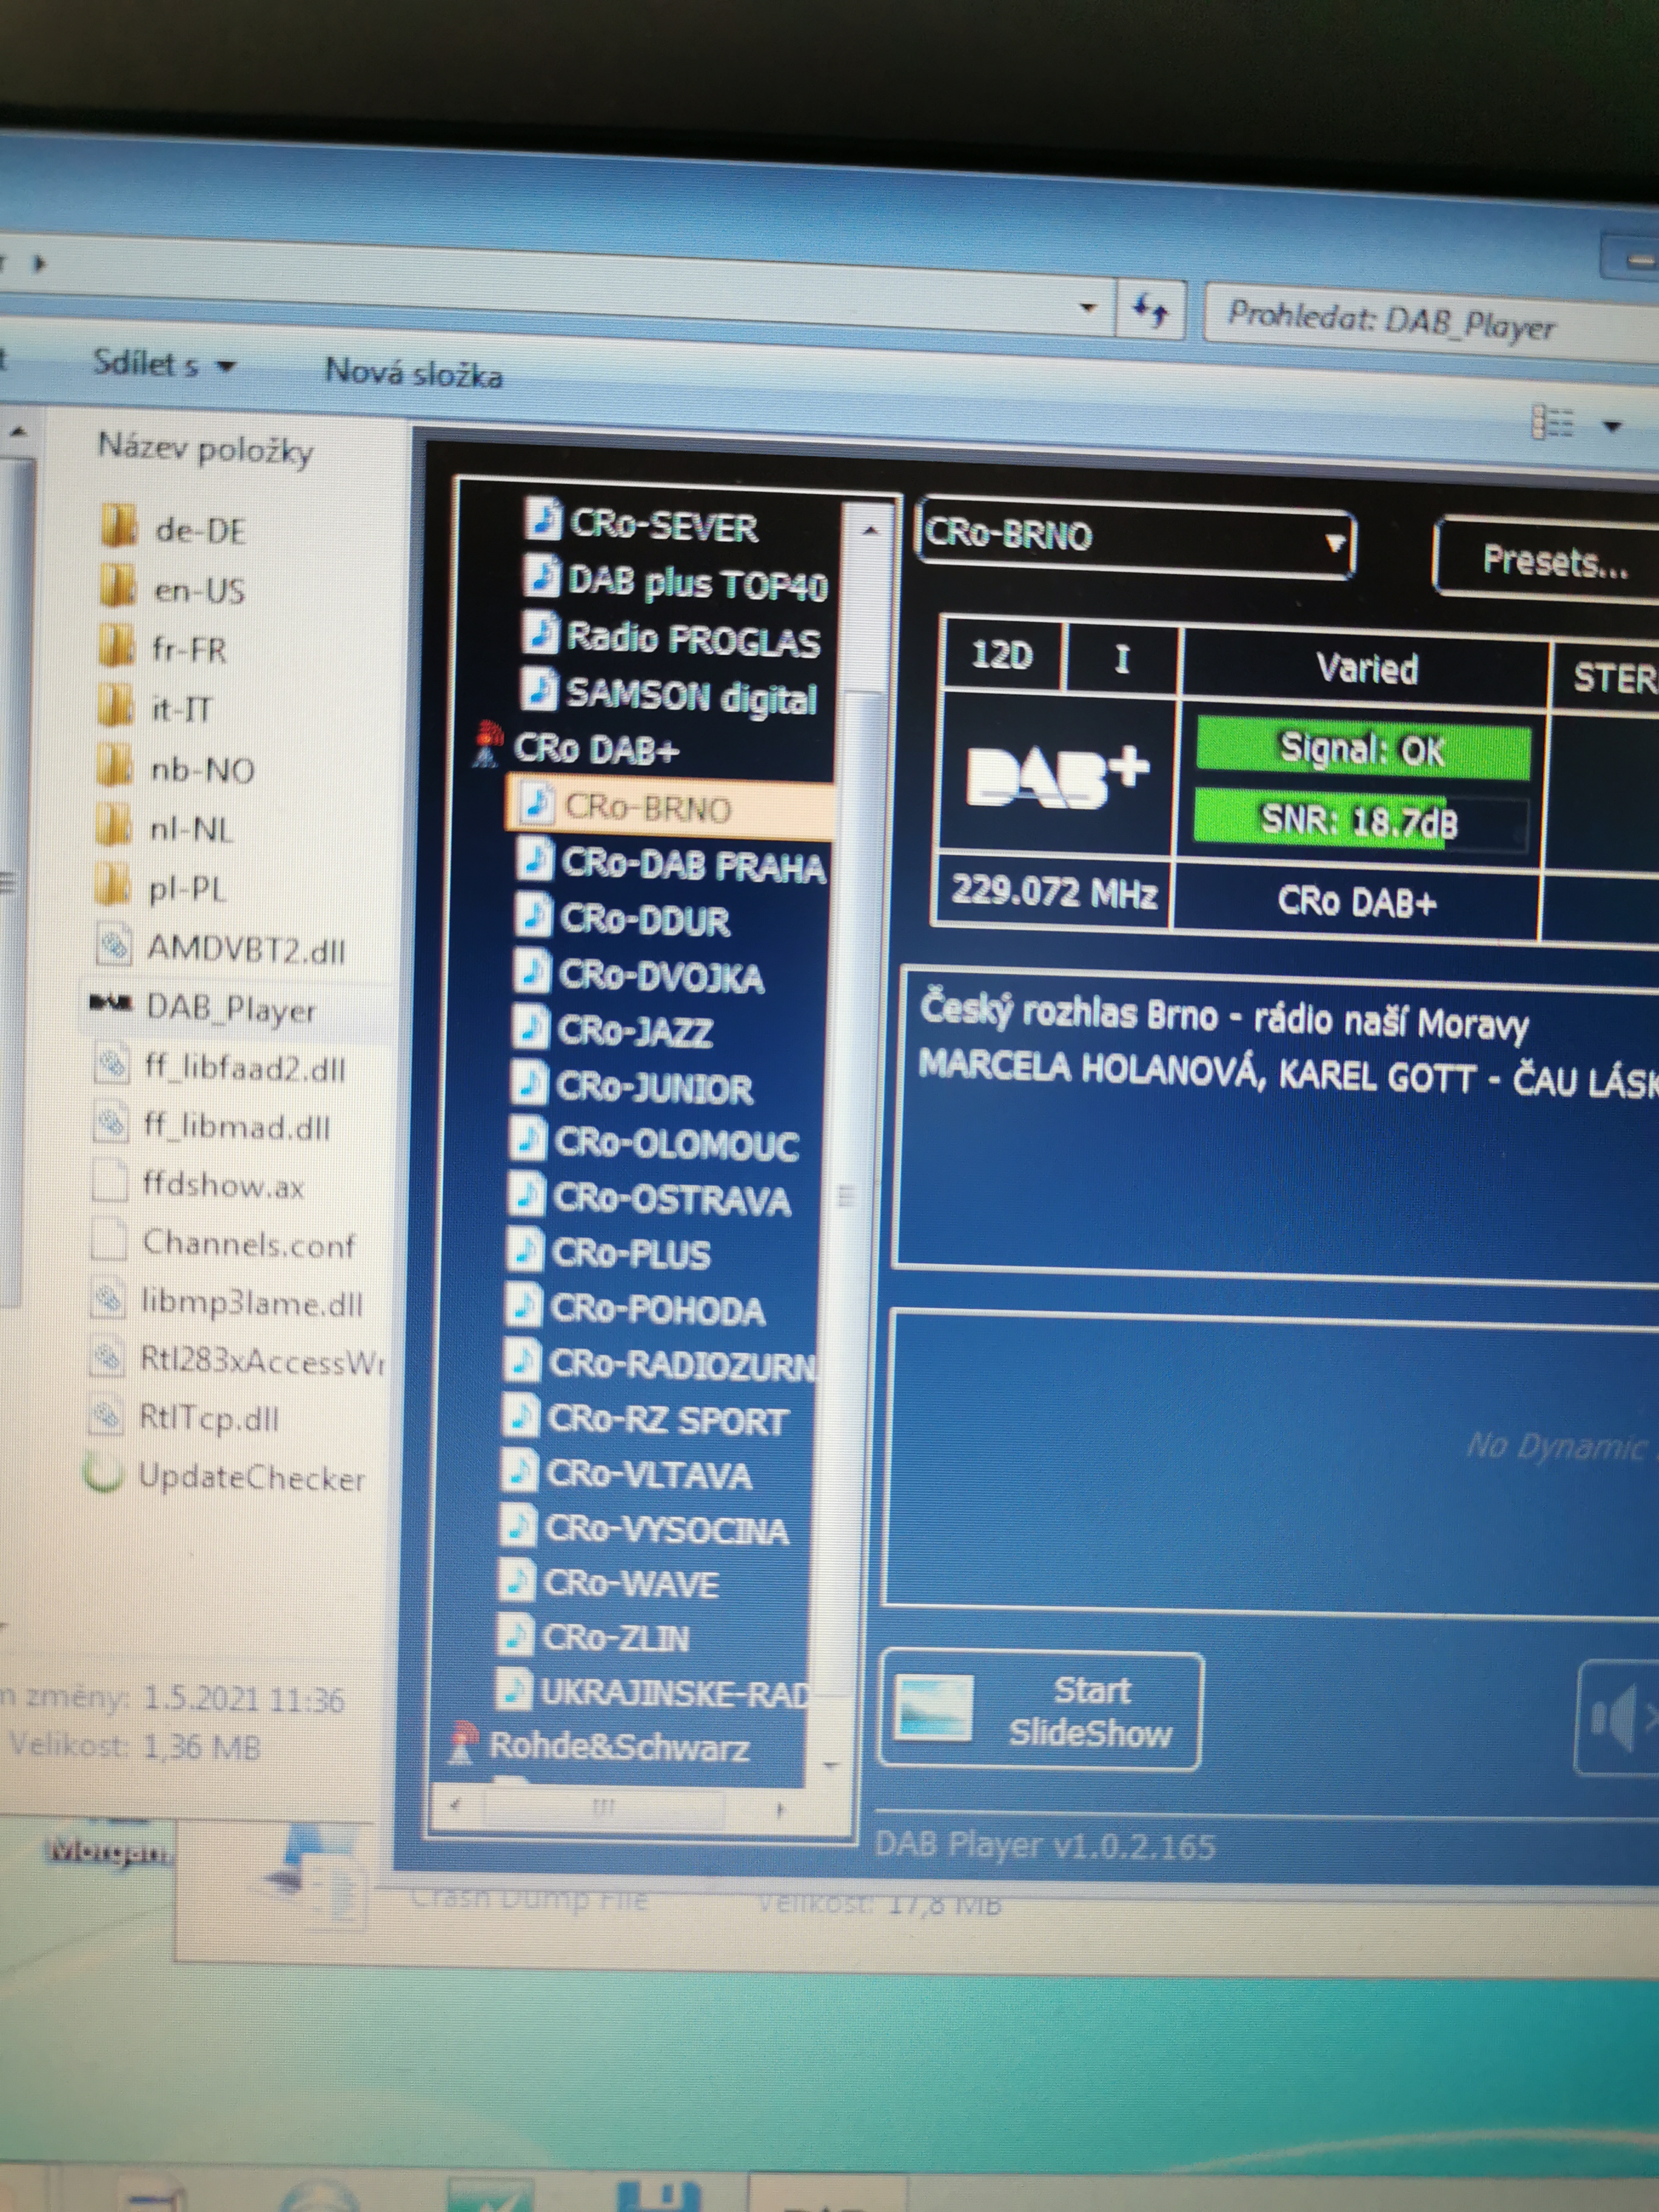 Prohledat: DAB_Player
Sdílet s
Nová složka
Název položky
de-DE
en-US
fr-FR
it-IT
nb-NO
nl-NL
pl-PL
AMDVBT2.dll
DAB_Player
ff_libfaad2.dll
ff_libmad.dll
ffdshow.ax
Channels.conf
libmp3lame.dll
Rtl283xAccessWr
RtlTcp.dll
UpdateChecker
změny: 1.5.2021 11:36
Velikost: 1,36 MB
CRo-SEVER
DAB plus TOP40
Radio PROGLAS
SAMSON digital
CRo DAB+
CRo-BRNO
CRo-DAB PRAHA
CRo-DDUR
CRo-DVOJKA
CRo-JAZZ
CRo-JUNIOR
CRo-OLOMOUC
CRo-OSTRAVA
CRo-PLUS
CRo-POHODA
CRo-RADIOZURN
CRo-RZ SPORT
CRo-VLTAVA
CRo-VYSOCINA
CRo-WAVE
CRo-ZLIN
UKRAJINSKE-RAD
Rohde&Schwarz
CRo-BRNO
Presets...
12D I Varied STER
DAB+
Signal: OK
SNR: 18.7dB
229.072 MHz CRo DAB+
Český rozhlas Brno - rádio naší Moravy
MARCELA HOLANOVÁ, KAREL GOTT - ČAU LÁSK
No Dynamic
Start
SlideShow
DAB Player v1.0.2.165
Crash Dump File Velikost: 17,8 MB